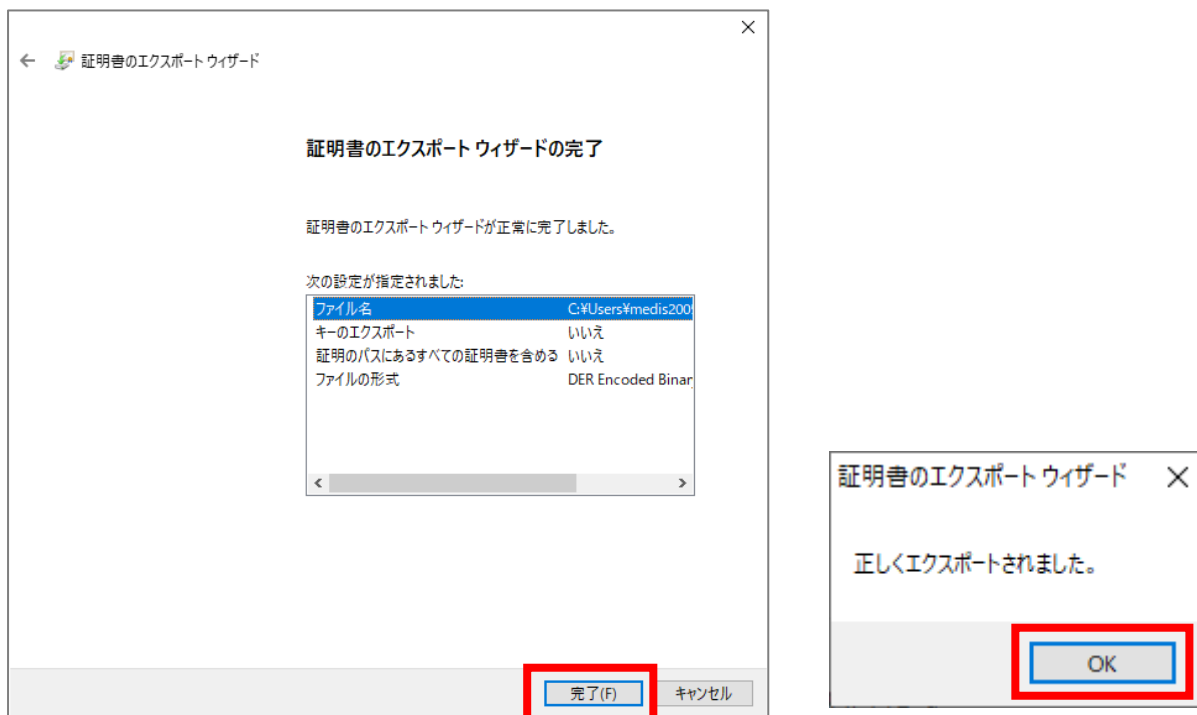 証明書のエクスポート ウィザード
証明書のエクスポート ウィザードの完了
証明書のエクスポート ウィザードが正常に完了しました。
次の設定が指定されました:
ファイル名 C:¥Users¥medis200
キーのエクスポート いいえ
証明のパスにあるすべての証明書を含める いいえ
ファイルの形式 DER Encoded Binar
完了(F) キャンセル
証明書のエクスポート ウィザード
正しくエクスポートされました。
OK